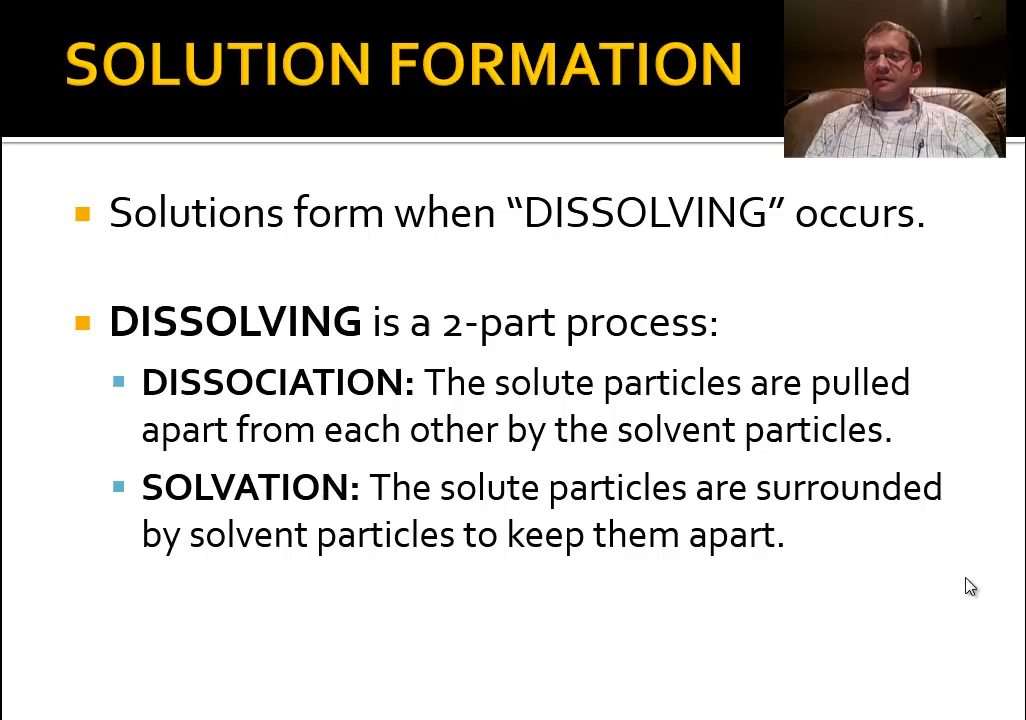 SOLUTION FORMATION
Solutions form when “DISSOLVING” occurs.
DISSOLVING is a 2-part process:
DISSOCIATION: The solute particles are pulled
apart from each other by the solvent particles.
SOLVATION: The solute particles are surrounded
by solvent particles to keep them apart.